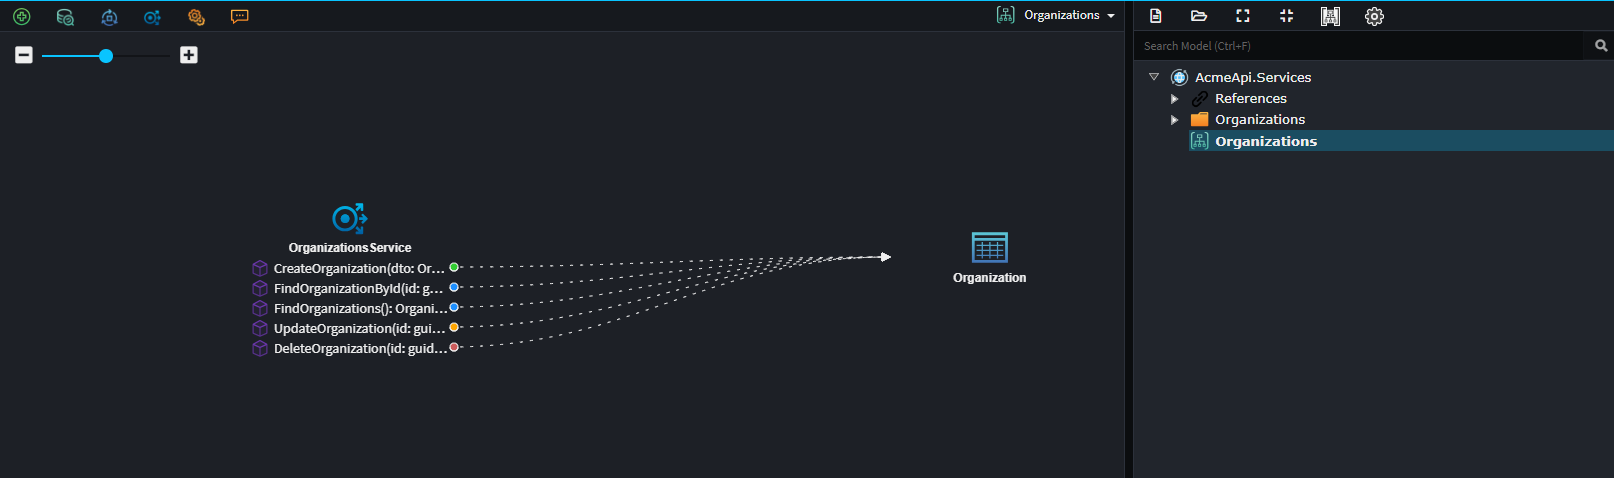 Organizations
Search Model (Ctrl+F)
AcmeApi.Services
References
Organizations
Organizations
OrganizationsService
CreateOrganization(dto: Or...
FindOrganizationById(id: g...
FindOrganizations(): Organi...
UpdateOrganization(id: gui...
DeleteOrganization(id: guid...
Organization